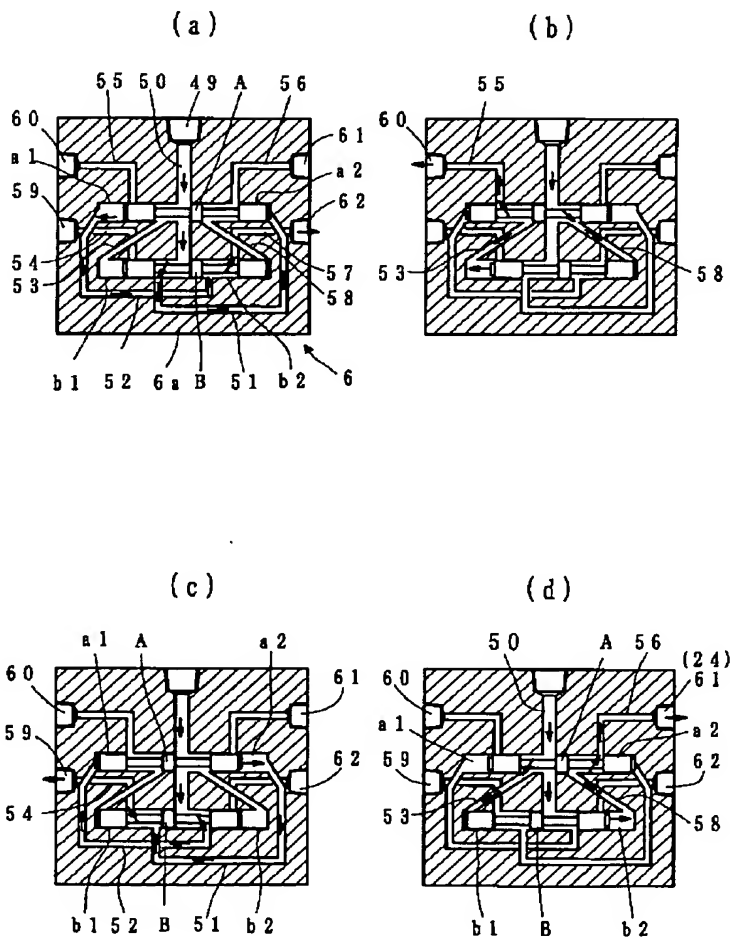 (a)
55 50 49 A 56
60 61
a1 a2
59 62
54 57
53 58
b1 52 6a B 51 b2 6
(b)
55
60
53 58
(c)
a1 A a2
60 61
59 62
54
b1 52 B 51 b2
(d)
50 A 56
(24)
60 61
a1 a2
59 62
53 58
b1 B b2